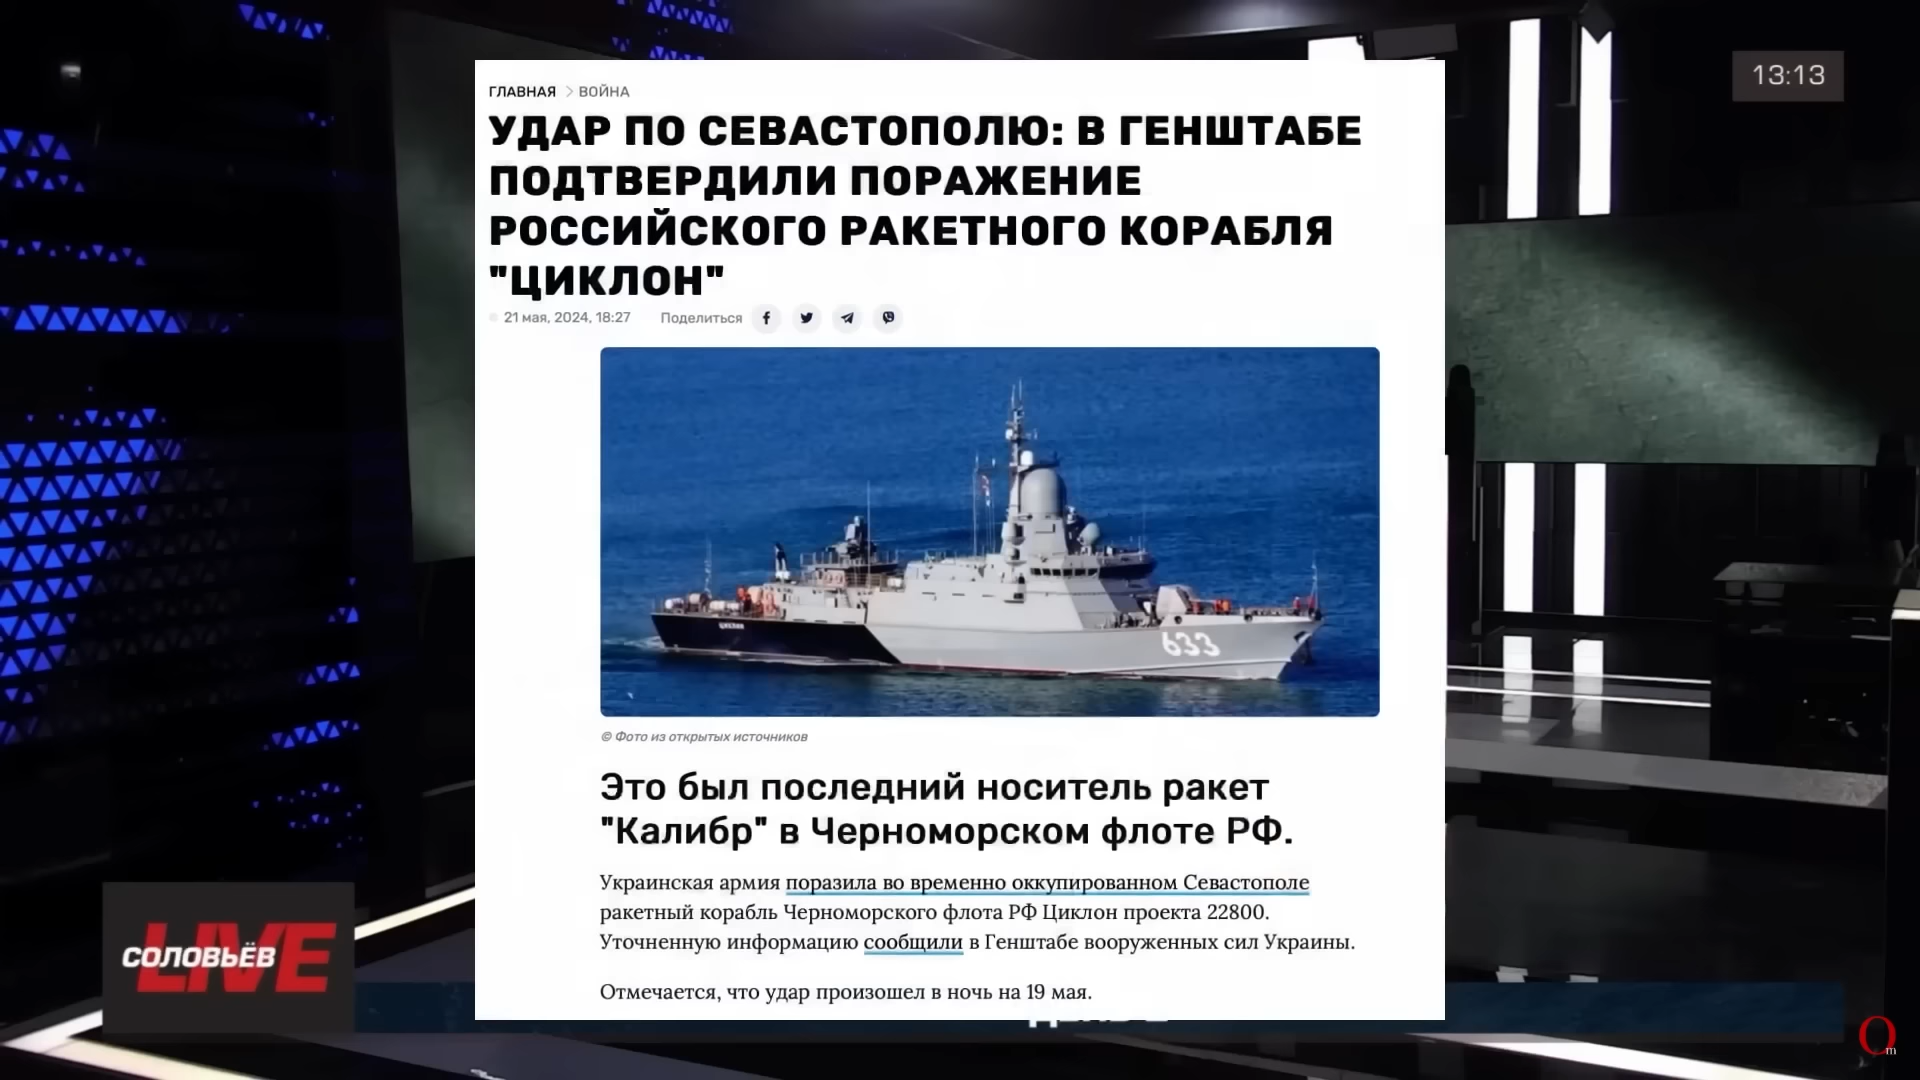 13:13
ГЛАВНАЯ > ВОЙНА
УДАР ПО СЕВАСТОПОЛЮ: В ГЕНШТАБЕ
ПОДТВЕРДИЛИ ПОРАЖЕНИЕ
РОССИЙСКОГО РАКЕТНОГО КОРАБЛЯ
"ЦИКЛОН"
21 мая, 2024, 18:27 Поделиться
633
© Фото из открытых источников
Это был последний носитель ракет
"Калибр" в Черноморском флоте РФ.
Украинская армия поразила во временно оккупированном Севастополе
ракетный корабль Черноморского флота РФ Циклон проекта 22800.
Уточненную информацию сообщили в Генштабе вооруженных сил Украины.
Отмечается, что удар произошел в ночь на 19 мая.
СОЛОВЬЁВ
LIVE
Om